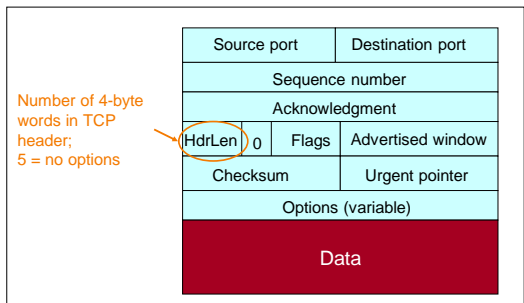 Source port
Destination port
Sequence number
Acknowledgment
Number of 4-byte
words in TCP
header;
5 = no options
HdrLen
0
Flags
Advertised window
Checksum
Urgent pointer
Options (variable)
Data